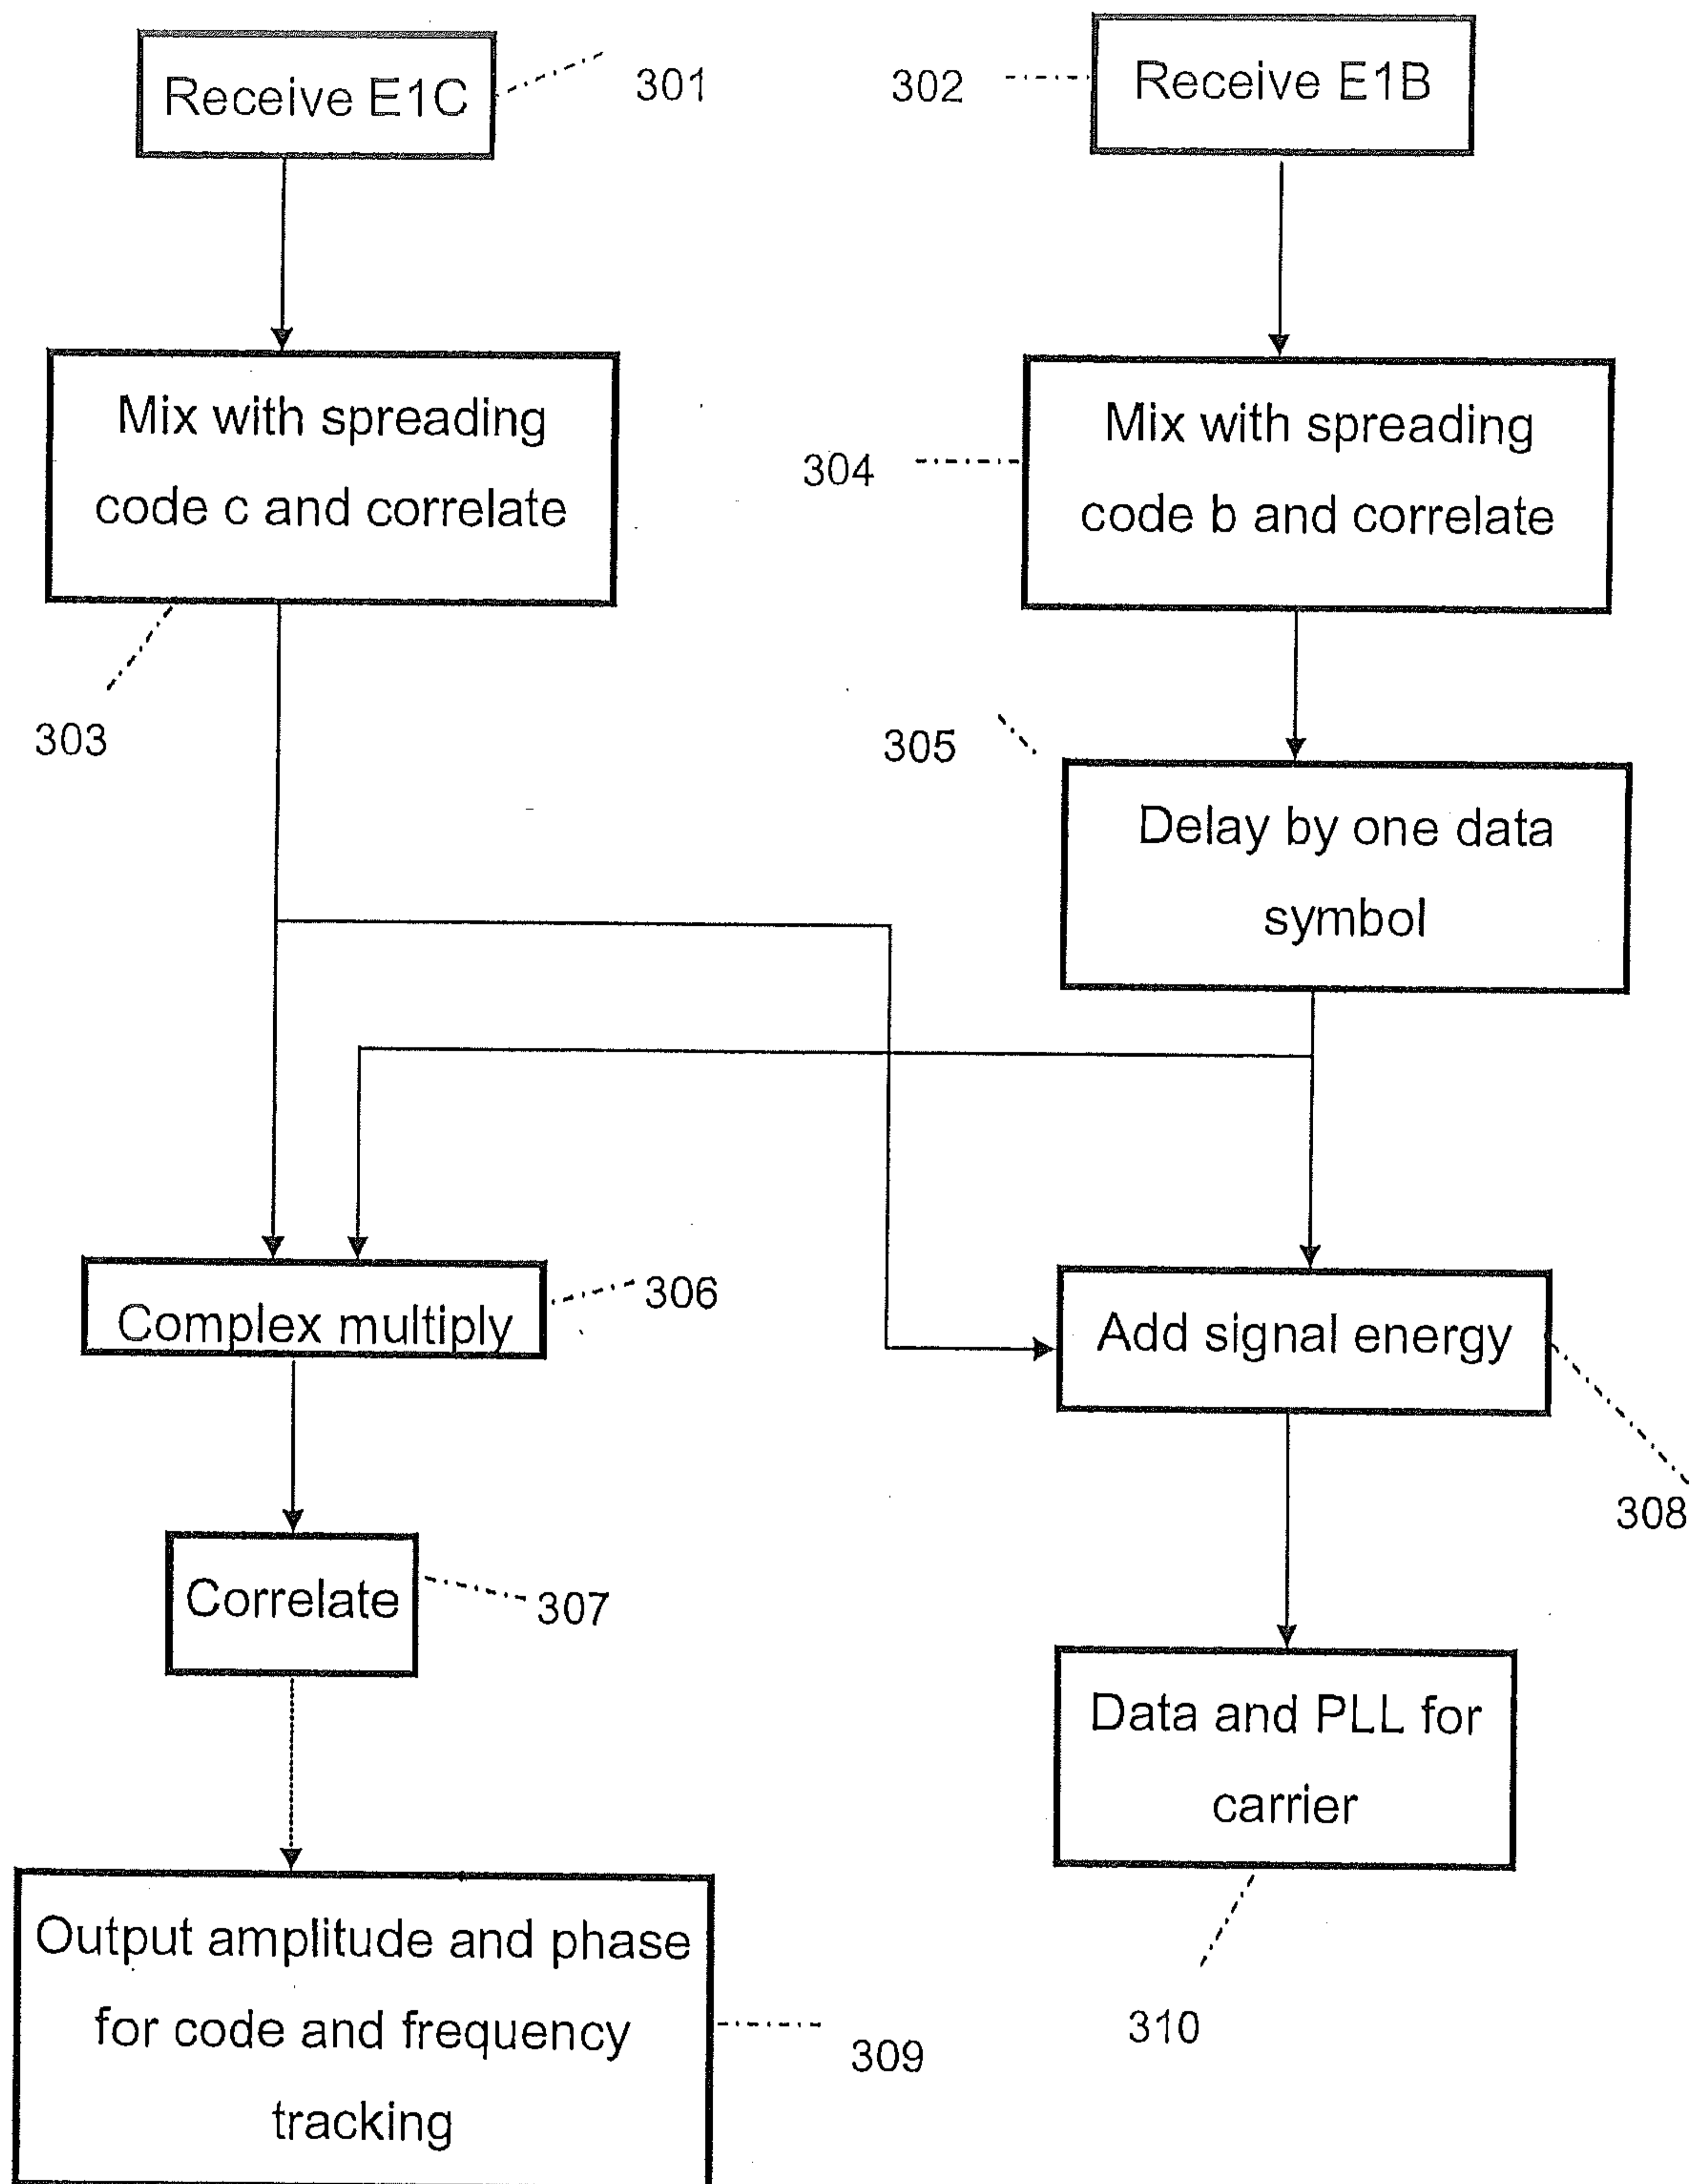 Receive E1C
301
302
Receive E1B
Mix with spreading
code c and correlate
303
304
Mix with spreading
code b and correlate
305
Delay by one data
symbol
Complex multiply
306
Add signal energy
308
Correlate
307
Data and PLL for
carrier
310
Output amplitude and phase
for code and frequency
tracking
309